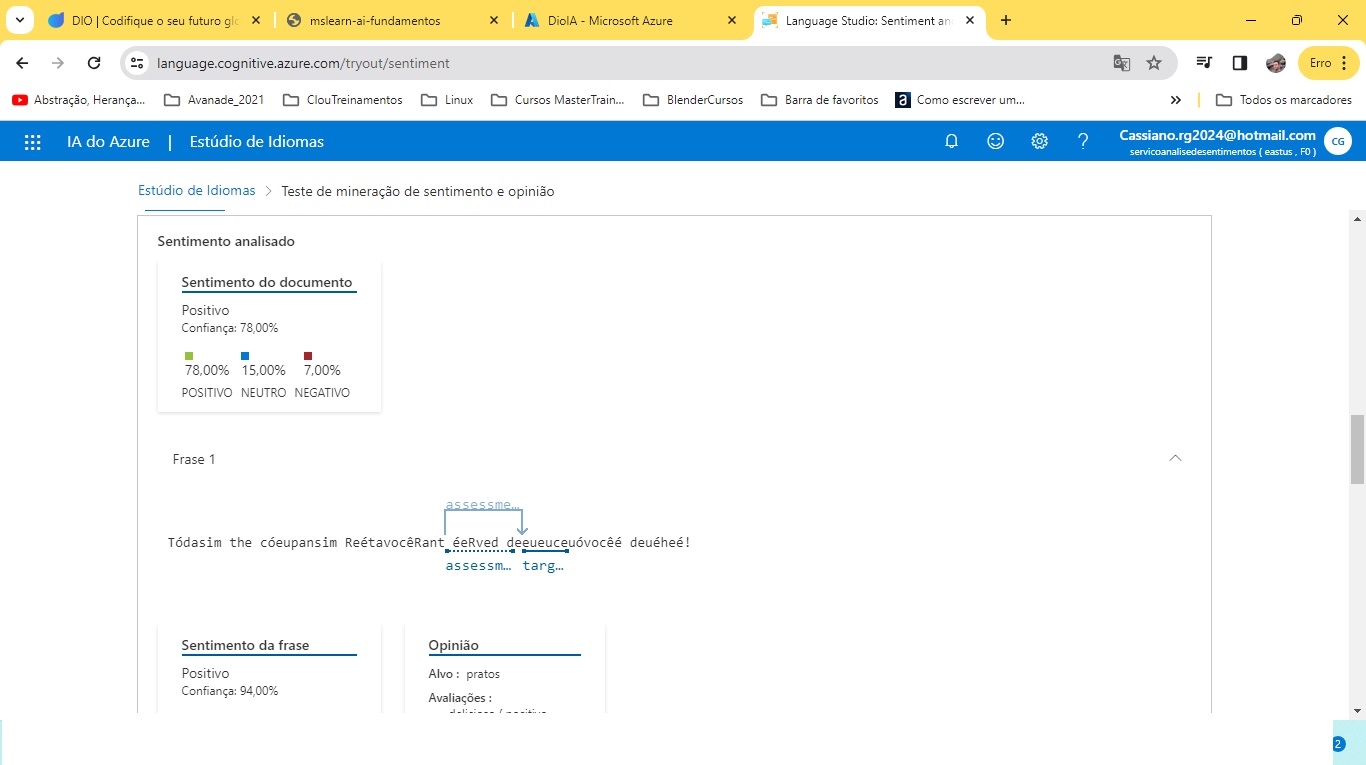 DIO | Codifique o seu futuro glo
mslearn-ai-fundamentos
DioIA - Microsoft Azure
Language Studio: Sentiment an
language.cognitive.azure.com/tryout/sentiment
Erro
Abstração, Herança...
Avanade_2021
ClouTreinamentos
Linux
Cursos MasterTrain...
BlenderCursos
Barra de favoritos
Como escrever um...
Todos os marcadores
IA do Azure | Estúdio de Idiomas
Cassiano.rg2024@hotmail.com
servicoanalisedesentimentos ( eastus , F0 )
CG
Estúdio de Idiomas > Teste de mineração de sentimento e opinião
Sentimento analisado
Sentimento do documento
Positivo
Confiança: 78,00%
78,00% 15,00% 7,00%
POSITIVO NEUTRO NEGATIVO
Frase 1
assessme…
Tódasim the cóeupansim ReétavocêRant éeRved deeueuceuóvocêé deuéheé!
assessm… targ…
Sentimento da frase
Positivo
Confiança: 94,00%
Opinião
Alvo : pratos
Avaliações :
2